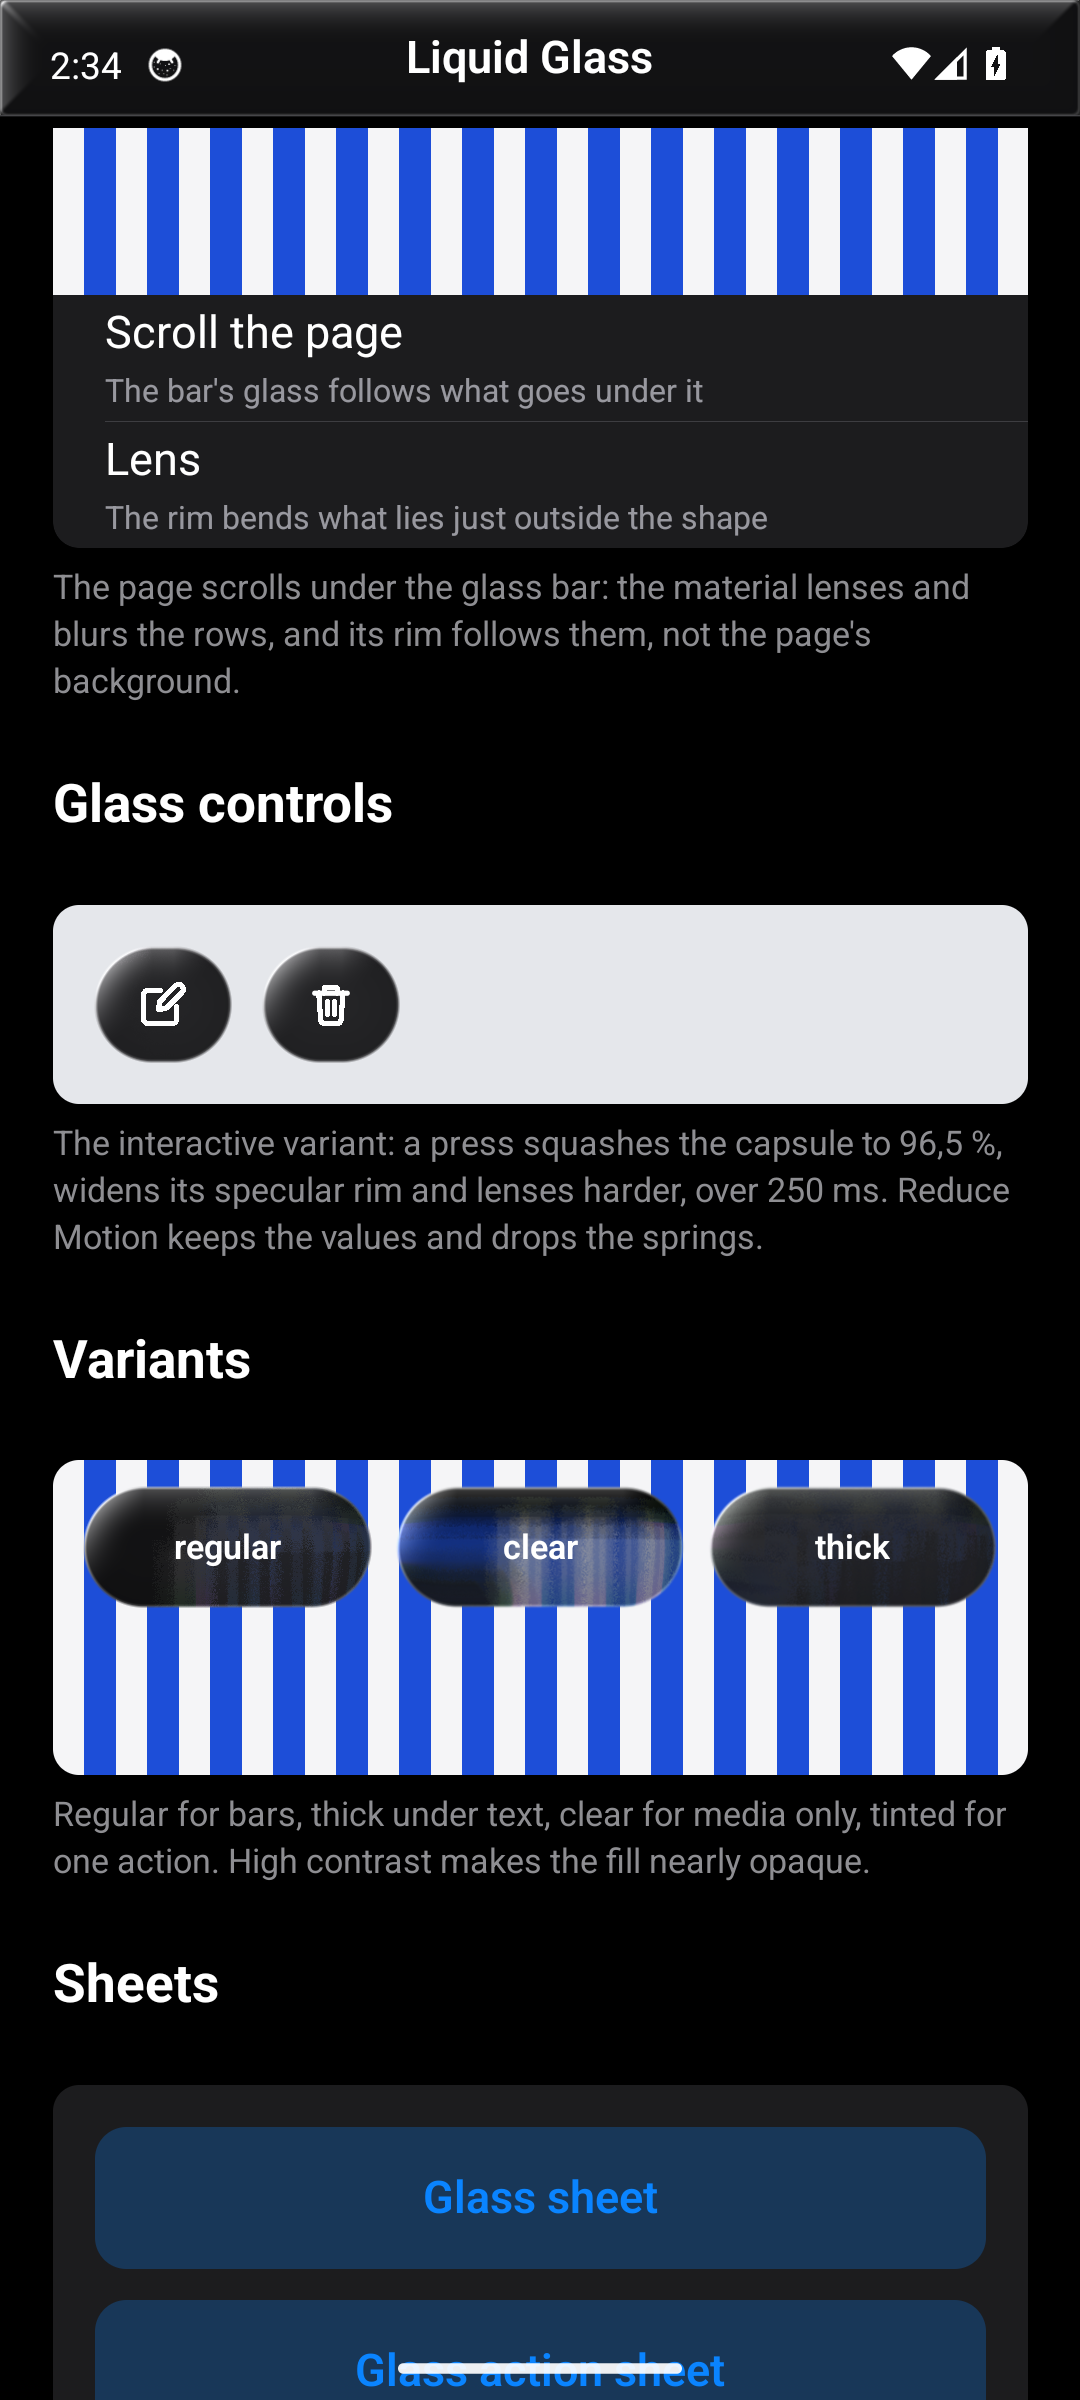 2:34
Liquid Glass
Scroll the page
The bar's glass follows what goes under it
Lens
The rim bends what lies just outside the shape
The page scrolls under the glass bar: the material lenses and
blurs the rows, and its rim follows them, not the page's
background.
Glass controls
The interactive variant: a press squashes the capsule to 96,5 %,
widens its specular rim and lenses harder, over 250 ms. Reduce
Motion keeps the values and drops the springs.
Variants
regular
clear
thick
Regular for bars, thick under text, clear for media only, tinted for
one action. High contrast makes the fill nearly opaque.
Sheets
Glass sheet
Glass action sheet